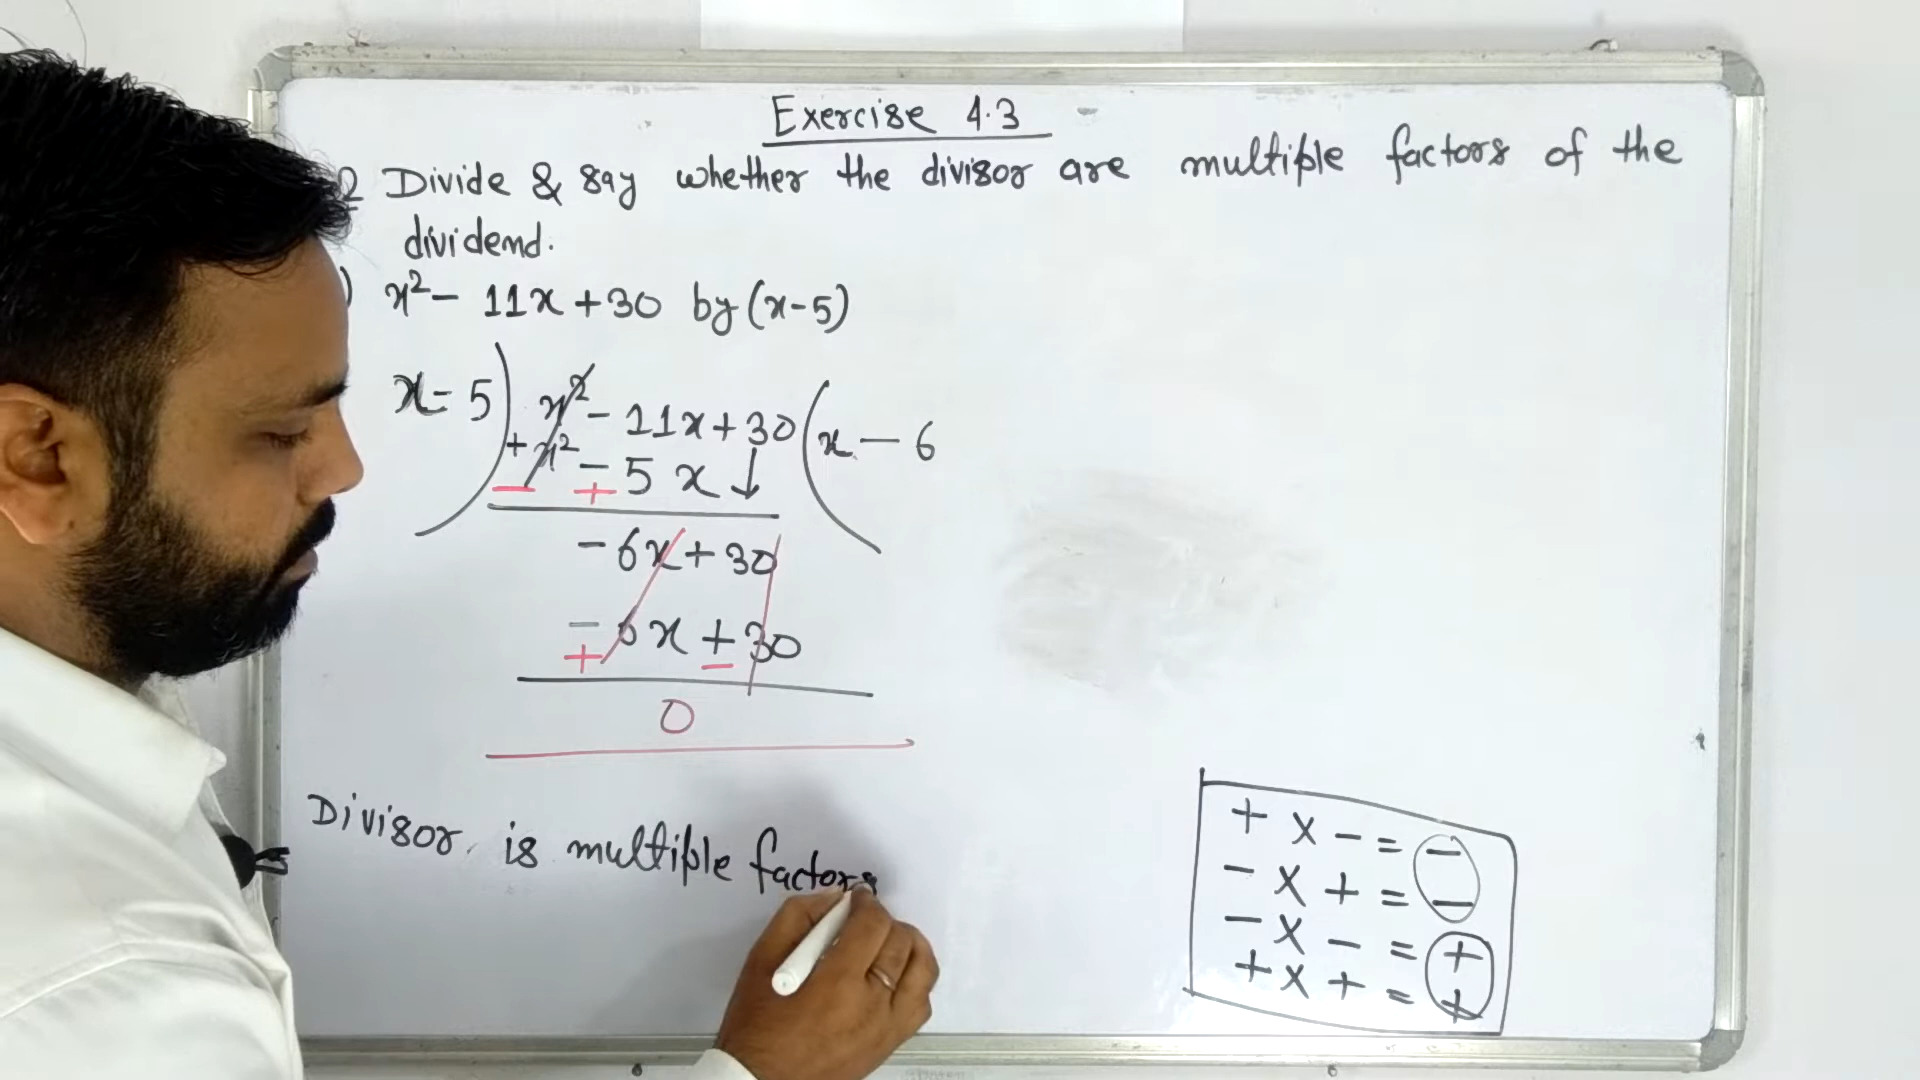 Exercise 4.3
2 Divide & say whether the divisor are multiple factors of the
dividend.
) x² - 11x + 30 by (x-5)
x - 5 ) x² - 11x + 30 ( x - 6
+ x² - 5 x ↓
- +
- 6x + 30
- 6x + 30
+ -
0
Divisor is multiple factors
+ x - = -
- x + = -
- x - = +
+ x + = +